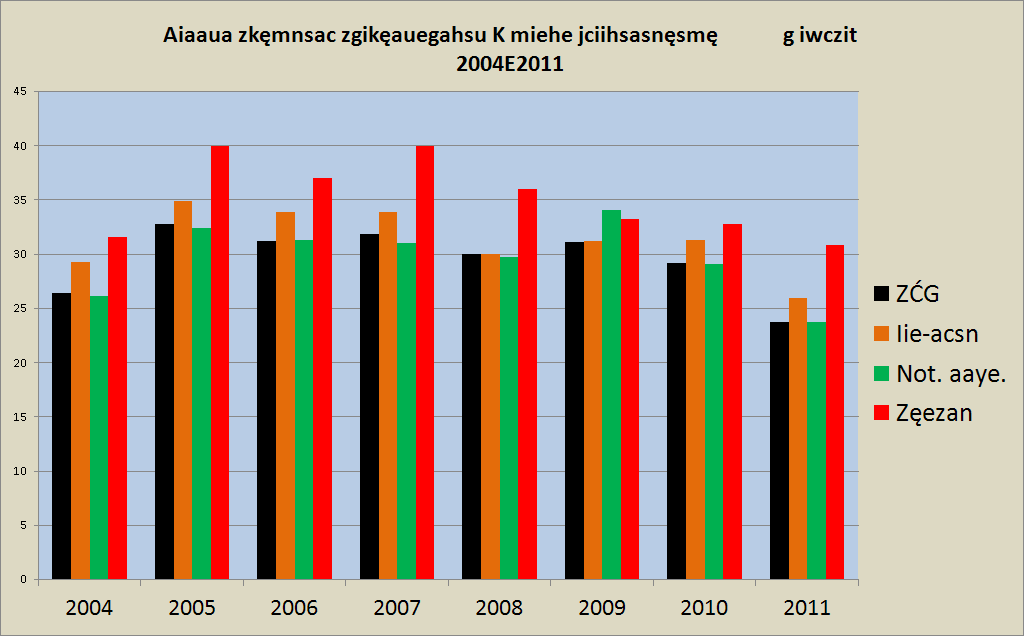 Aiaaua zkęmnsac zgikęauegahsu K miehe jciihsasnęsmę g iwczit
2004E2011
45
40
35
30
25
20
15
10
5
0
2004 2005 2006 2007 2008 2009 2010 2011
ZĆG
Iie-acsn
Not. aaye.
Zęezan